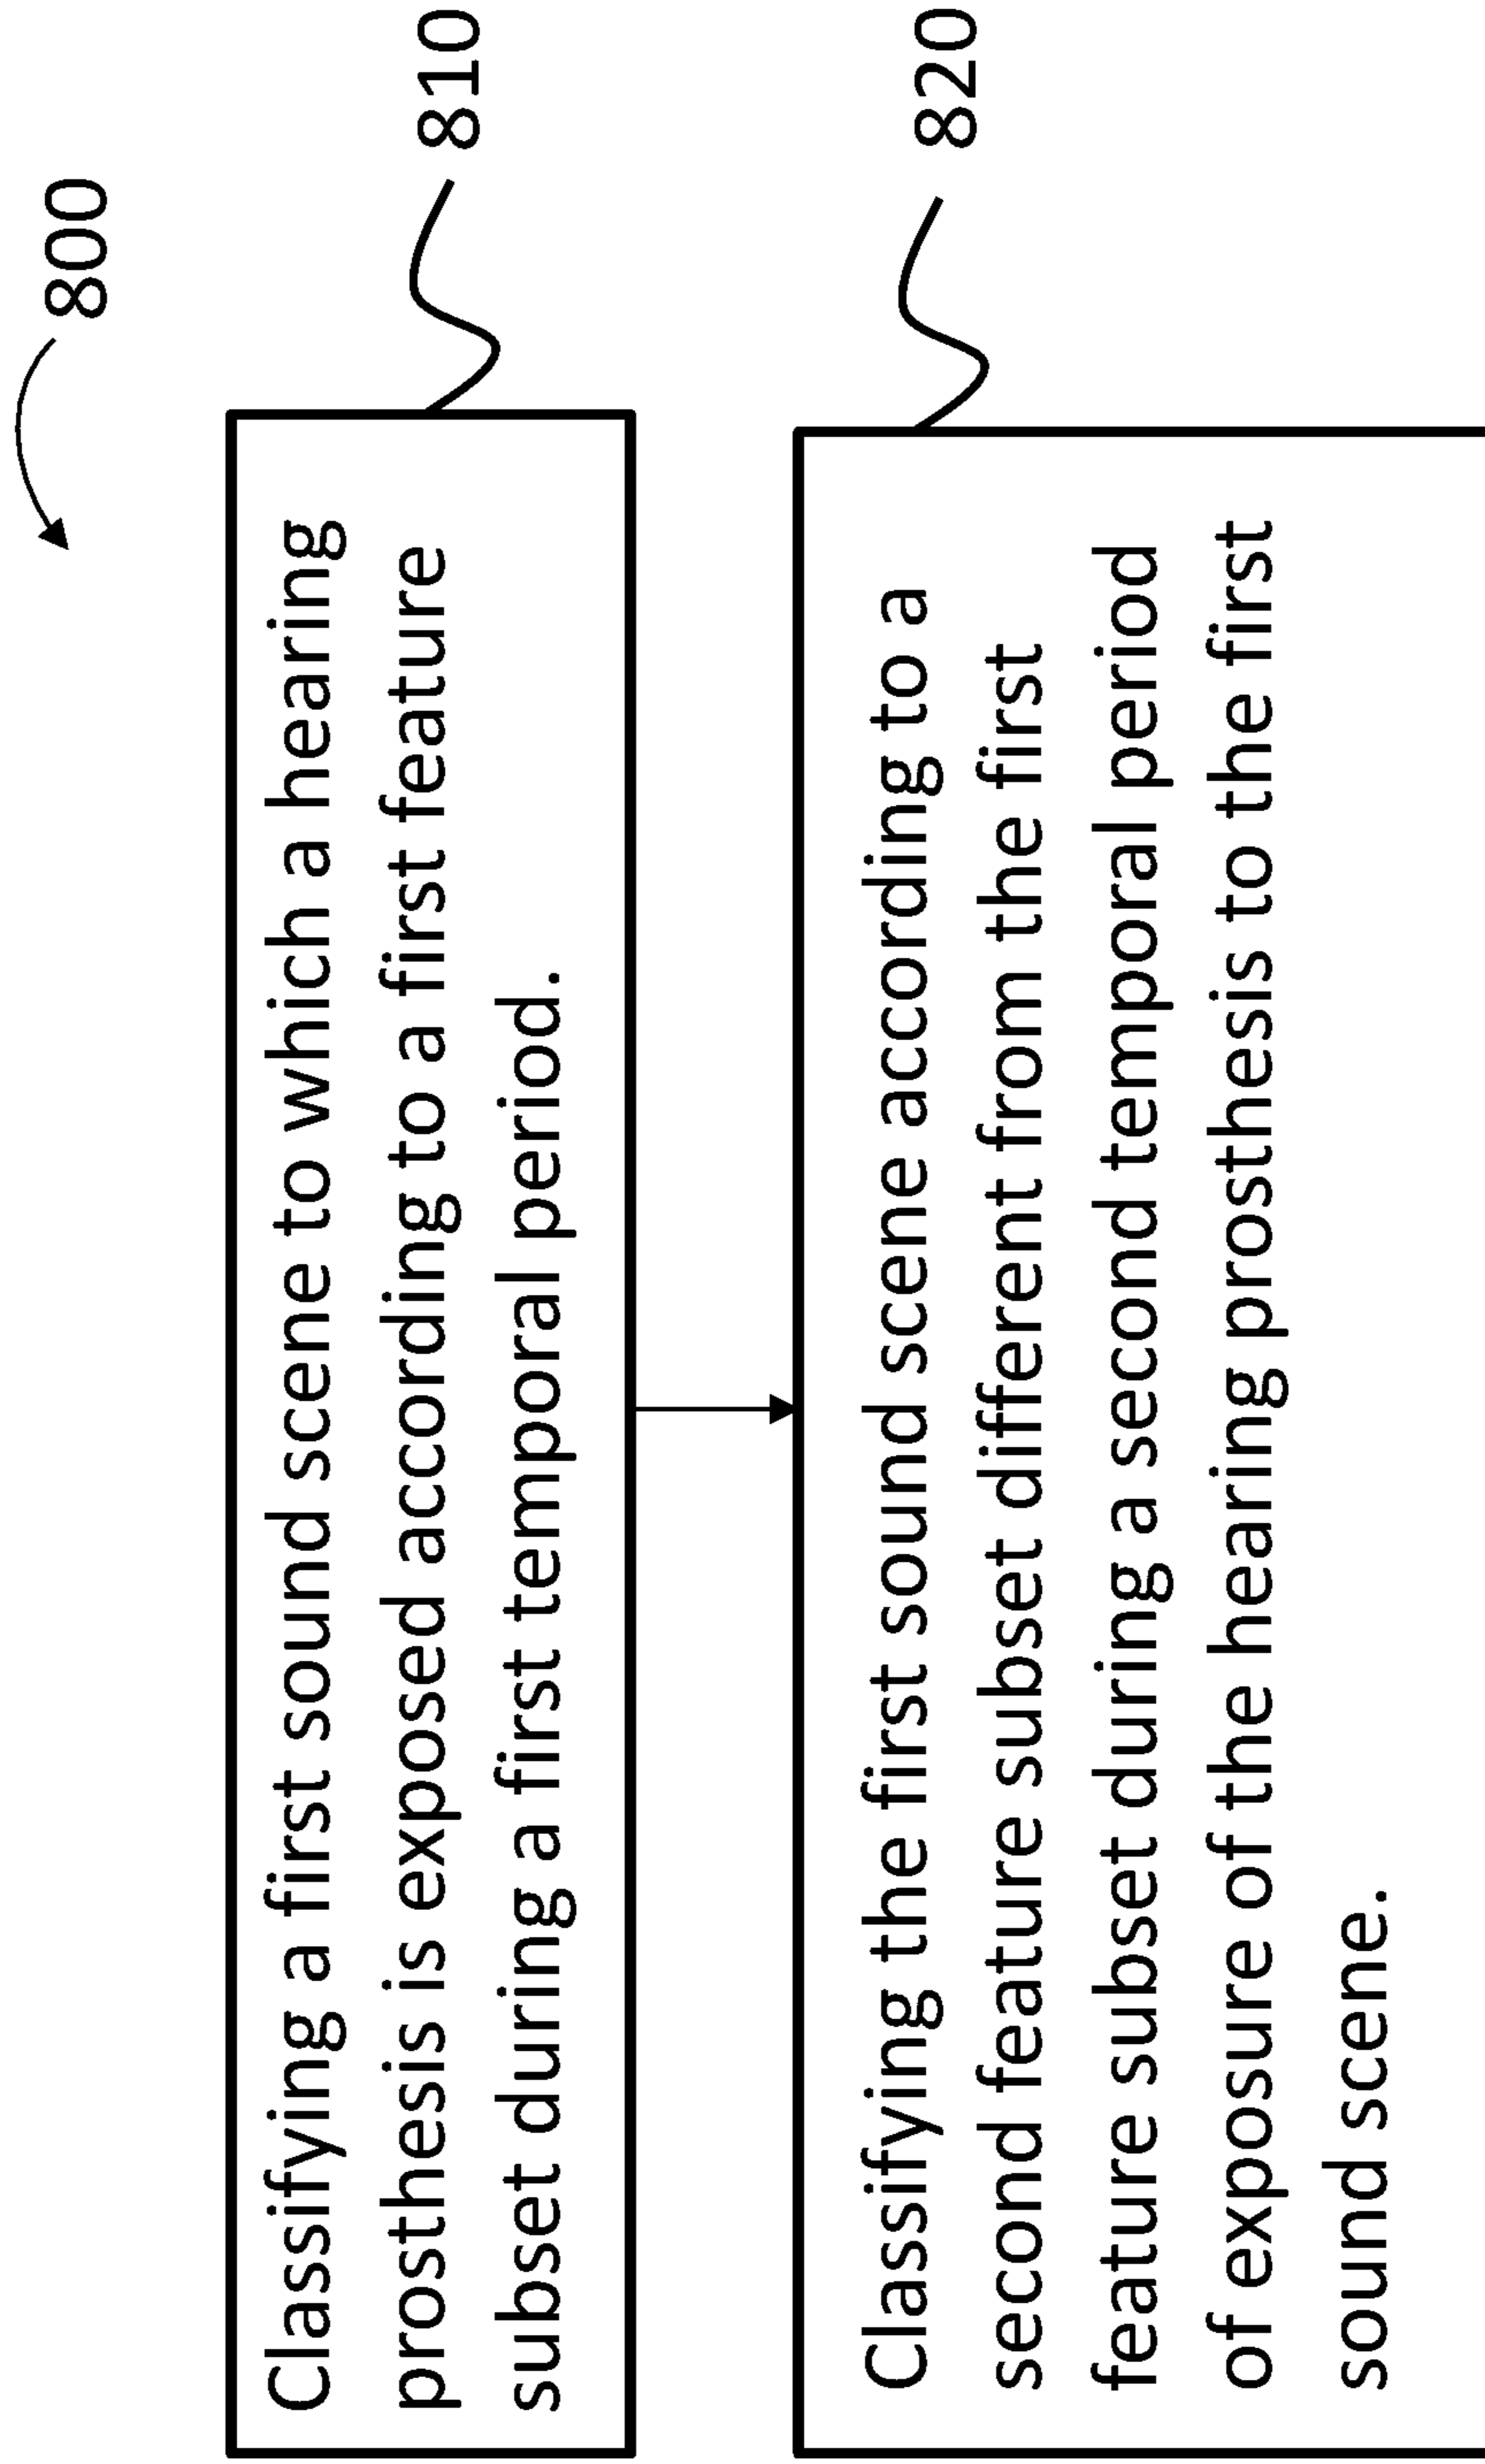 800
Classifying a first sound scene to which a hearing
prosthesis is exposed according to a first feature
subset during a first temporal period.
810
Classifying the first sound scene according to a
second feature subset different from the first
feature subset during a second temporal period
of exposure of the hearing prosthesis to the first
sound scene.
820